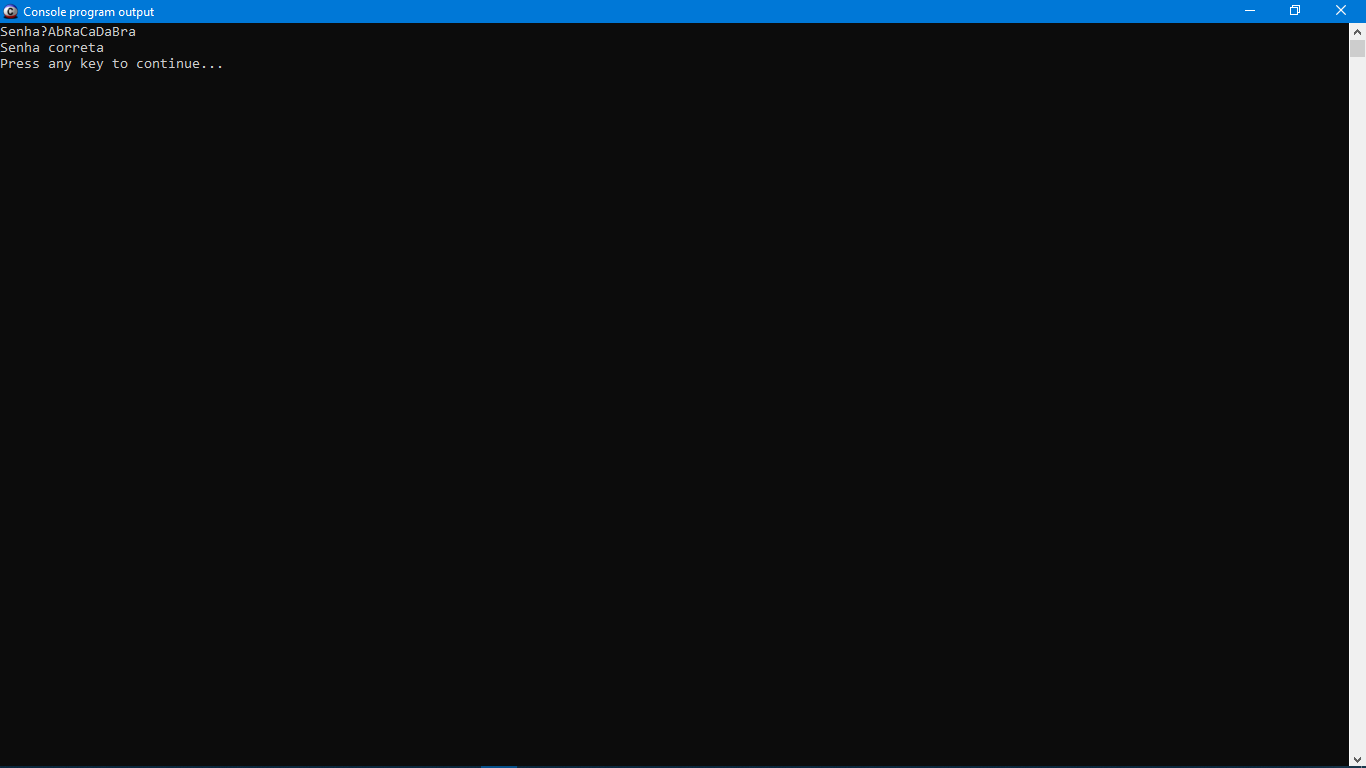 Console program output
Senha?AbRaCaDaBra
Senha correta
Press any key to continue...